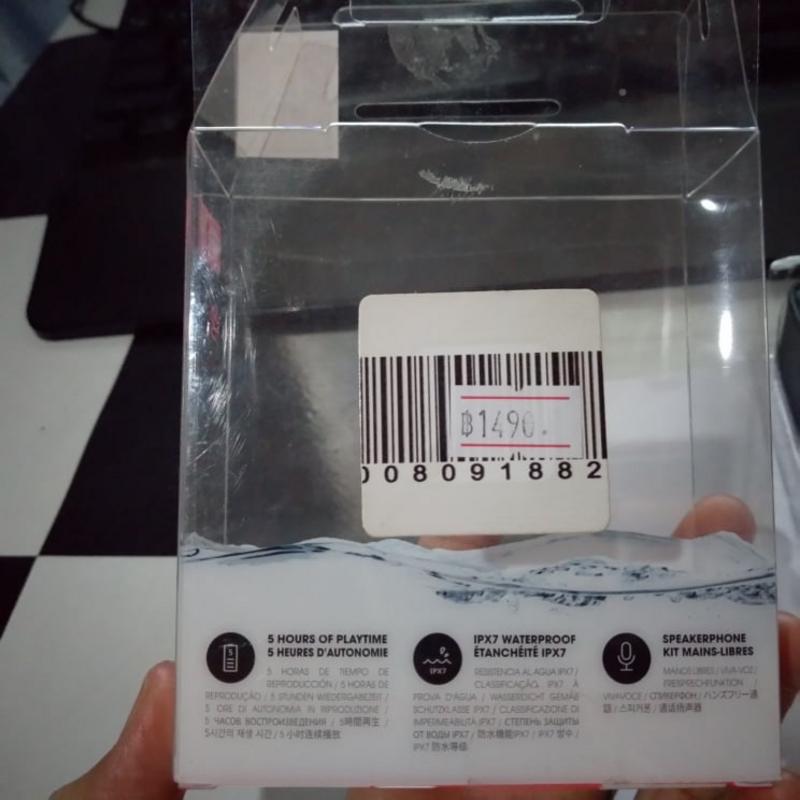 ฿1490.
008091882
5 HOURS OF PLAYTIME
5 HEURES D'AUTONOMIE
5 HORAS DE TIEMPO DE
REPRODUCCIÓN / 5 HORAS DE
REPRODUÇÃO / 5 STUNDEN WIEDERGABEZEIT /
5 ORE DI AUTONOMIA IN RIPRODUZIONE /
5 ЧАСОВ ВОСПРОИЗВЕДЕНИЯ / 5時間再生 /
5시간의 재생 시간 / 5 小时连续播放
IPX7
IPX7 WATERPROOF
ÉTANCHÉITÉ IPX7
RESISTENCIA AL AGUA IPX7 /
CLASSIFICAÇÃO IPX7 À
PROVA D'ÁGUA / WASSERDICHT GEMÄß
SCHUTZKLASSE IPX7 / CLASSIFICAZIONE DI
IMPERMEABILITÀ IPX7 / СТЕПЕНЬ ЗАЩИТЫ
ОТ ВОДЫ IPX7 / 防水機能IPX7 / IPX7 방수 /
IPX7 防水等级
SPEAKERPHONE
KIT MAINS-LIBRES
MANOS LIBRES / VIVA-VOZ /
FREISPRECHFUNKTION /
VIVAVOCE / СПИКЕРФОН / ハンズフリー通
話 / 스피커폰 / 通话扬声器